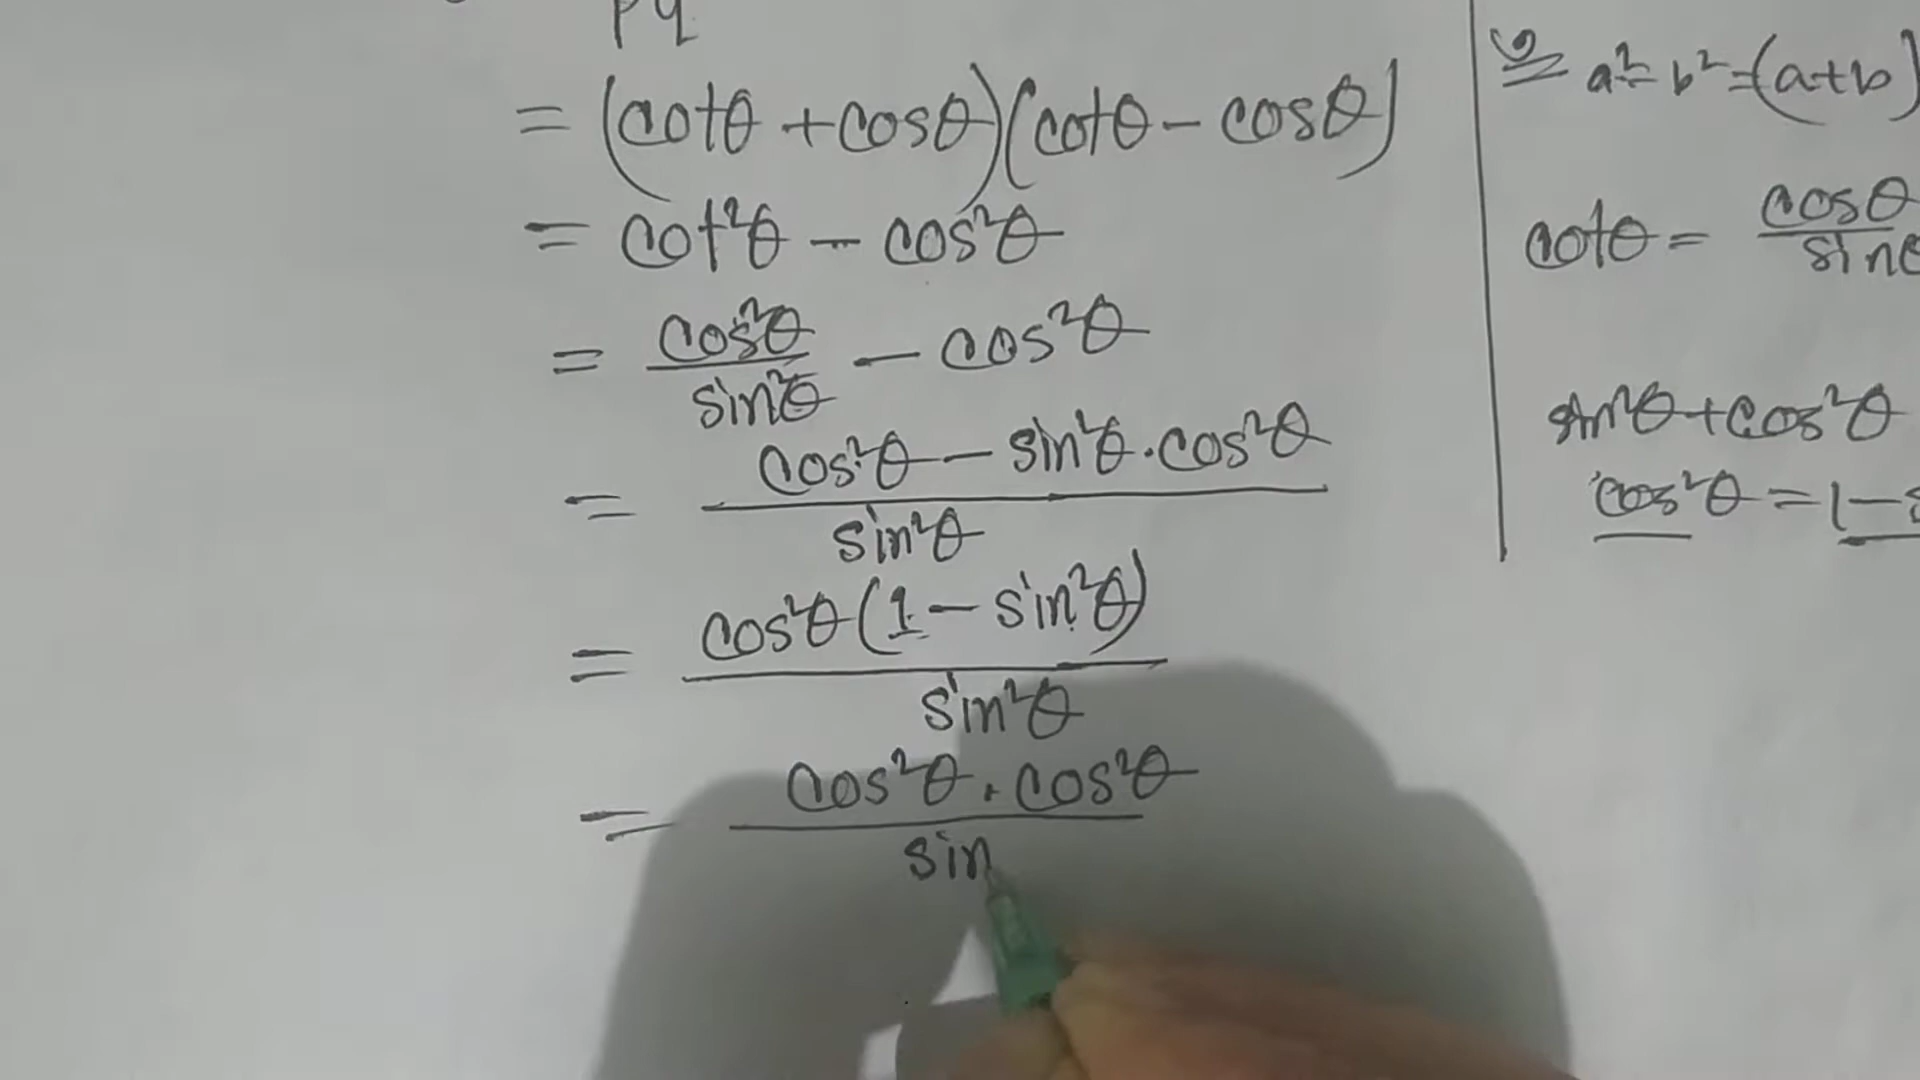 pq
= (cotθ + cosθ)(cotθ - cosθ)
= cot²θ - cos²θ
= cos²θ/sin²θ - cos²θ
= cos²θ - sin²θ.cos²θ / sin²θ
= cos²θ(1 - sin²θ) / sin²θ
= cos²θ . cos²θ / sin
a² - b² = (a+b)
cotθ = cosθ/sinθ
sin²θ + cos²θ
cos²θ = 1 -